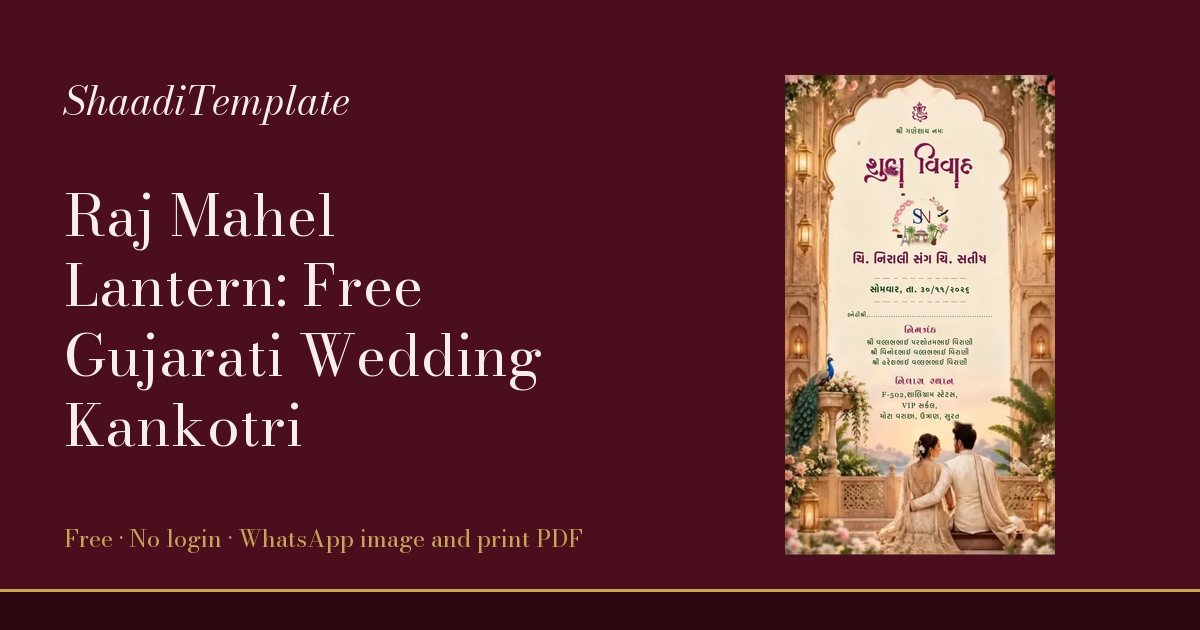 ShaadiTemplate
Raj Mahel
Lantern: Free
Gujarati Wedding
Kankotri
Free · No login · WhatsApp image and print PDF
શ્રી ગણેશાય નમઃ
શુભ વિવાહ
SN
ચિ. નિરાલી સંગ ચિ. સતીષ
સોમવાર, તા. ૩૦/૧૧/૨૦૨૬
સ્નેહીશ્રી,
નિમંત્રક
શ્રી વલ્લભભાઈ પરશોતમભાઈ વિરાણી
શ્રી વિનોદભાઈ વલ્લભભાઈ વિરાણી
શ્રી હરેશભાઈ વલ્લભભાઈ વિરાણી
નિવાસ સ્થાન
F-502,શાલિગ્રામ સ્ટેટસ,
VIP સર્કલ,
મોટા વરાછા, ઉત્રાણ, સુરત